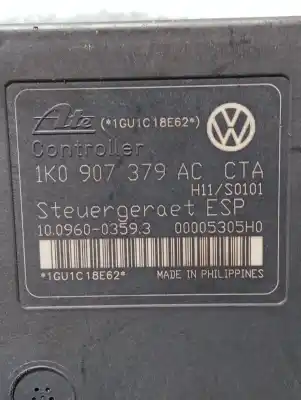 Ate (*1GU1C18E62*)
Controller
1K0 907 379 AC CTA
H11/S0101
Steuergeraet ESP
10.0960-0359.3 00005305H0
*1GU1C18E62* MADE IN PHILIPPINES